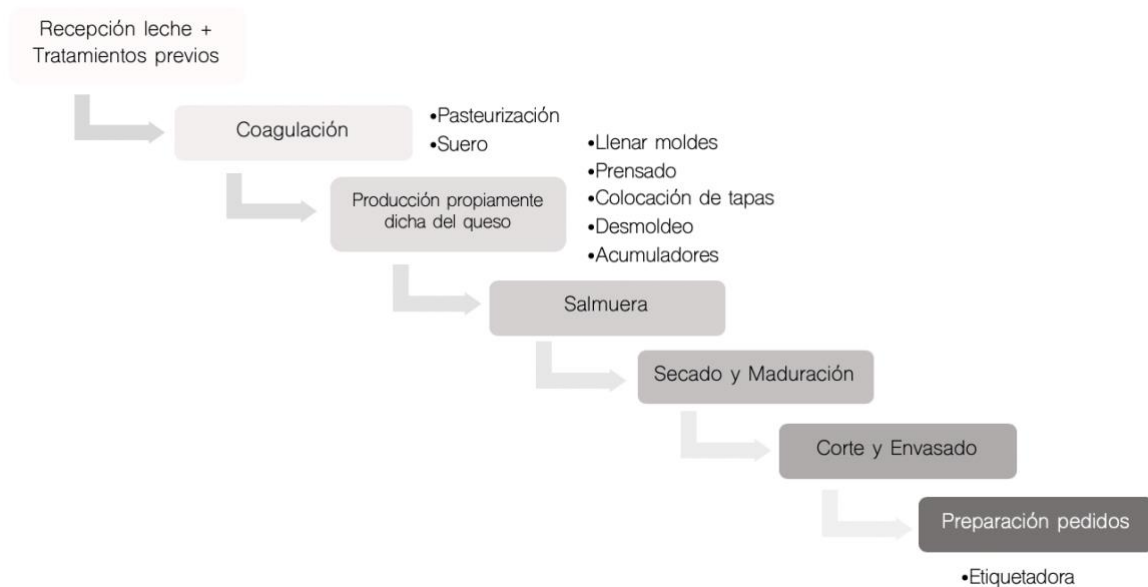 Recepción leche +
Tratamientos previos
Coagulación
•Pasteurización
•Suero
Producción propiamente
dicha del queso
•Llenar moldes
•Prensado
•Colocación de tapas
•Desmoldeo
•Acumuladores
Salmuera
Secado y Maduración
Corte y Envasado
Preparación pedidos
•Etiquetadora